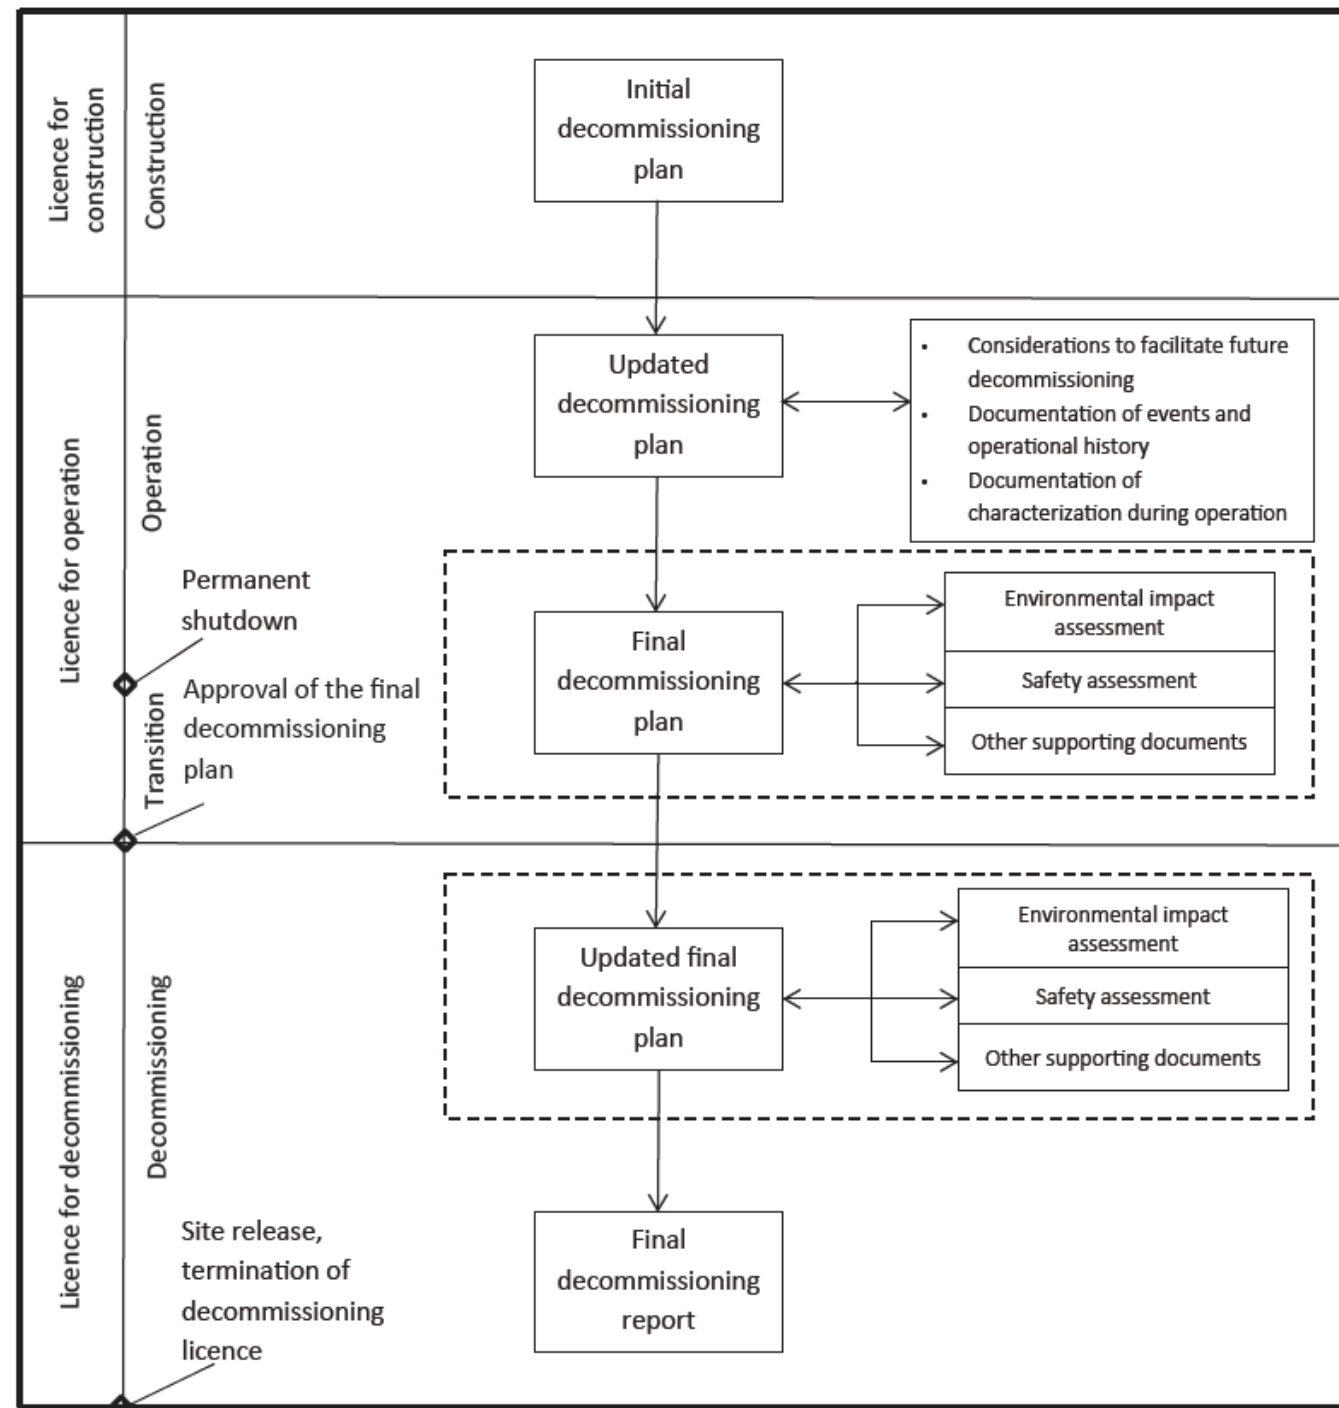 Licence for
construction
Construction
Initial
decommissioning
plan
Licence for operation
Operation
Updated
decommissioning
plan
• Considerations to facilitate future
decommissioning
• Documentation of events and
operational history
• Documentation of
characterization during operation
Permanent
shutdown
Transition
Approval of the final
decommissioning
plan
Final
decommissioning
plan
Environmental impact
assessment
Safety assessment
Other supporting documents
Licence for decommissioning
Decommissioning
Updated final
decommissioning
plan
Environmental impact
assessment
Safety assessment
Other supporting documents
Site release,
termination of
decommissioning
licence
Final
decommissioning
report